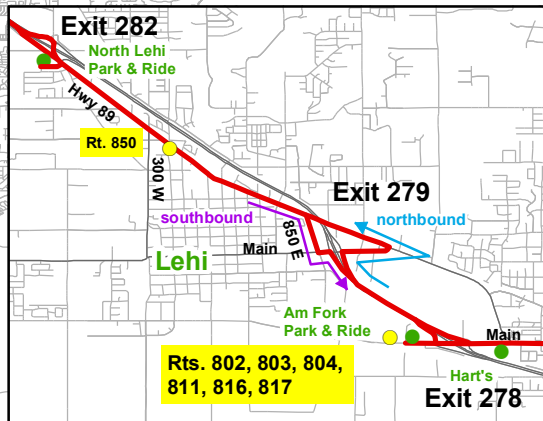 Exit 282
North Lehi
Park & Ride
Hwy 89
Rt. 850
300 W
Exit 279
southbound
northbound
850 E
Main
Lehi
Am Fork
Park & Ride
Main
Rts. 802, 803, 804,
811, 816, 817
Hart's
Exit 278